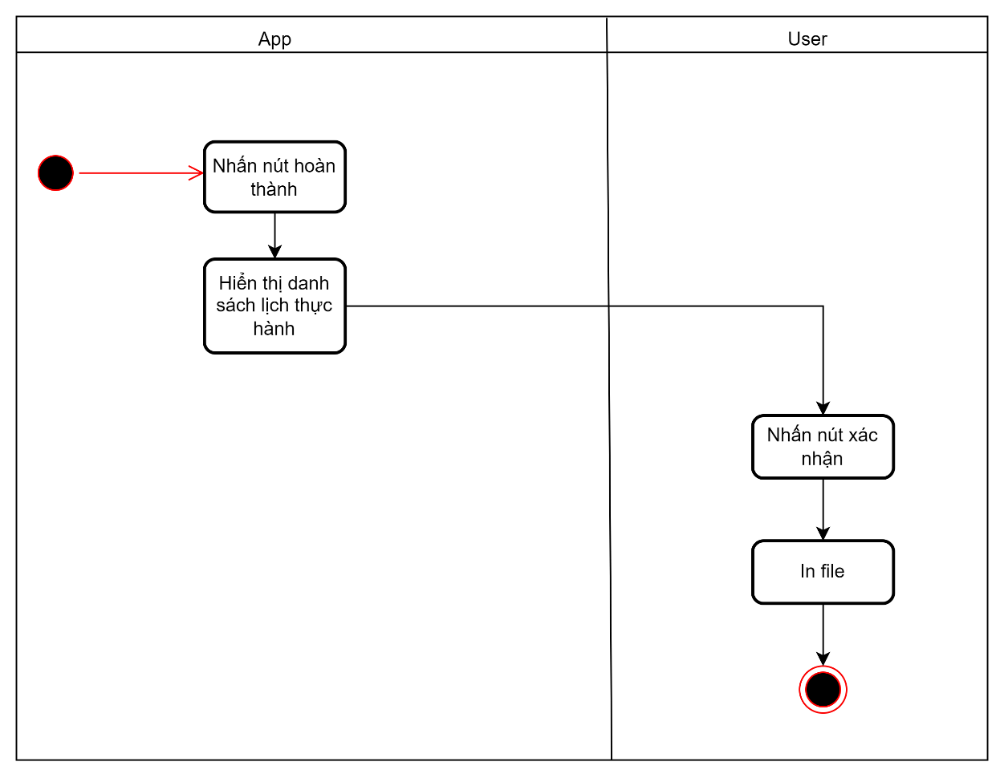 App
User
Nhấn nút hoàn
thành
Hiển thị danh
sách lịch thực
hành
Nhấn nút xác
nhận
In file